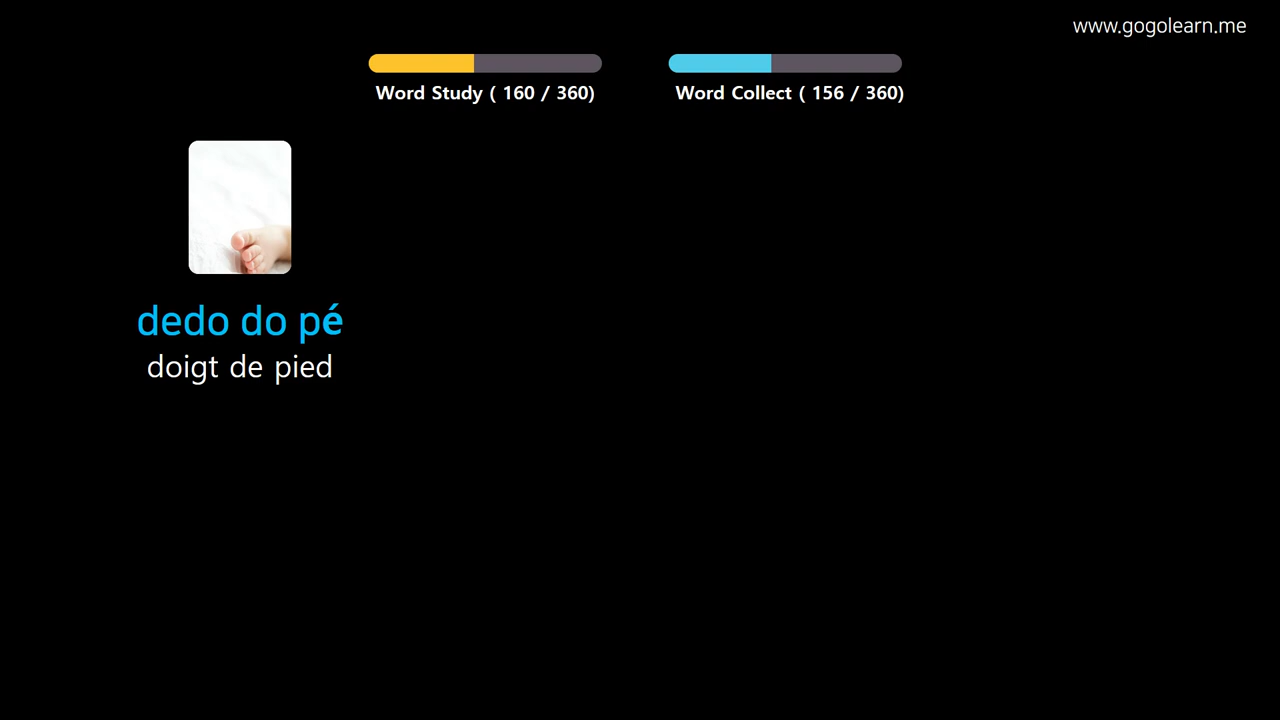 www.gogolearn.me
Word Study ( 160 / 360)
Word Collect ( 156 / 360)
dedo do pé
doigt de pied